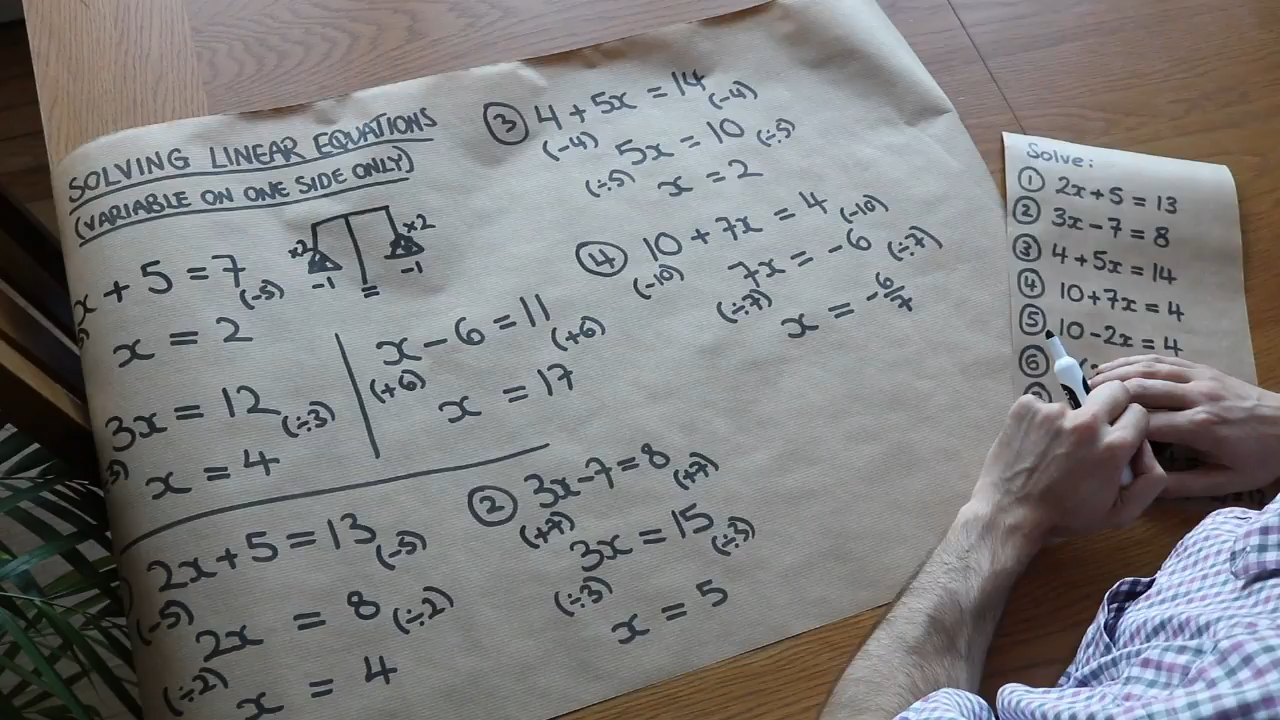 SOLVING LINEAR EQUATIONS
(VARIABLE ON ONE SIDE ONLY)
×2 ×2
-1 -1
=
x + 5 = 7
(-5)
x = 2
3x = 12
(÷3)
x = 4
x - 6 = 11
(+6) (+6)
x = 17
2x + 5 = 13
(-5) (-5)
2x = 8
(÷2) (÷2)
x = 4
② 3x - 7 = 8
(+7) (+7)
3x = 15
(÷3) (÷3)
x = 5
③ 4 + 5x = 14
(-4) (-4)
5x = 10
(÷5) (÷5)
x = 2
④ 10 + 7x = 4
(-10) (-10)
7x = -6
(÷7) (÷7)
x = -6/7
Solve:
① 2x + 5 = 13
② 3x - 7 = 8
③ 4 + 5x = 14
④ 10 + 7x = 4
⑤ 10 - 2x = 4
⑥